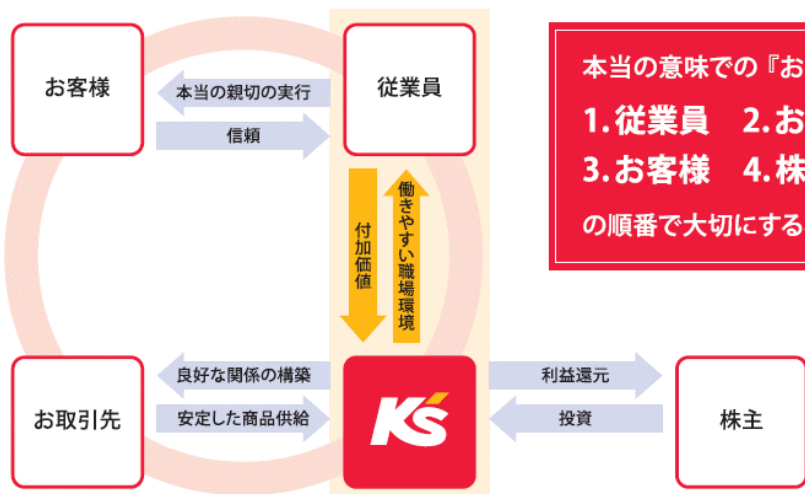 お客様
本当の親切の実行
信頼
従業員
付加価値
働きやすい職場環境
お取引先
良好な関係の構築
安定した商品供給
K's
利益還元
投資
株主
本当の意味での『お
1.従業員 2.お
3.お客様 4.株
の順番で大切にする